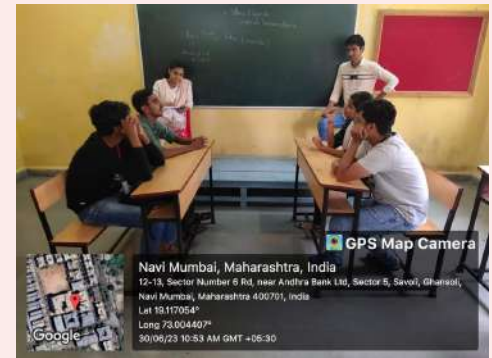 GPS Map Camera
Navi Mumbai, Maharashtra, India
12-13, Sector Number 6 Rd, near Andhra Bank Ltd, Sector 5, Savoli, Ghansoli,
Navi Mumbai, Maharashtra 400701, India
Lat 19.117054°
Long 73.004407°
30/06/23 10:53 AM GMT +05:30
Google